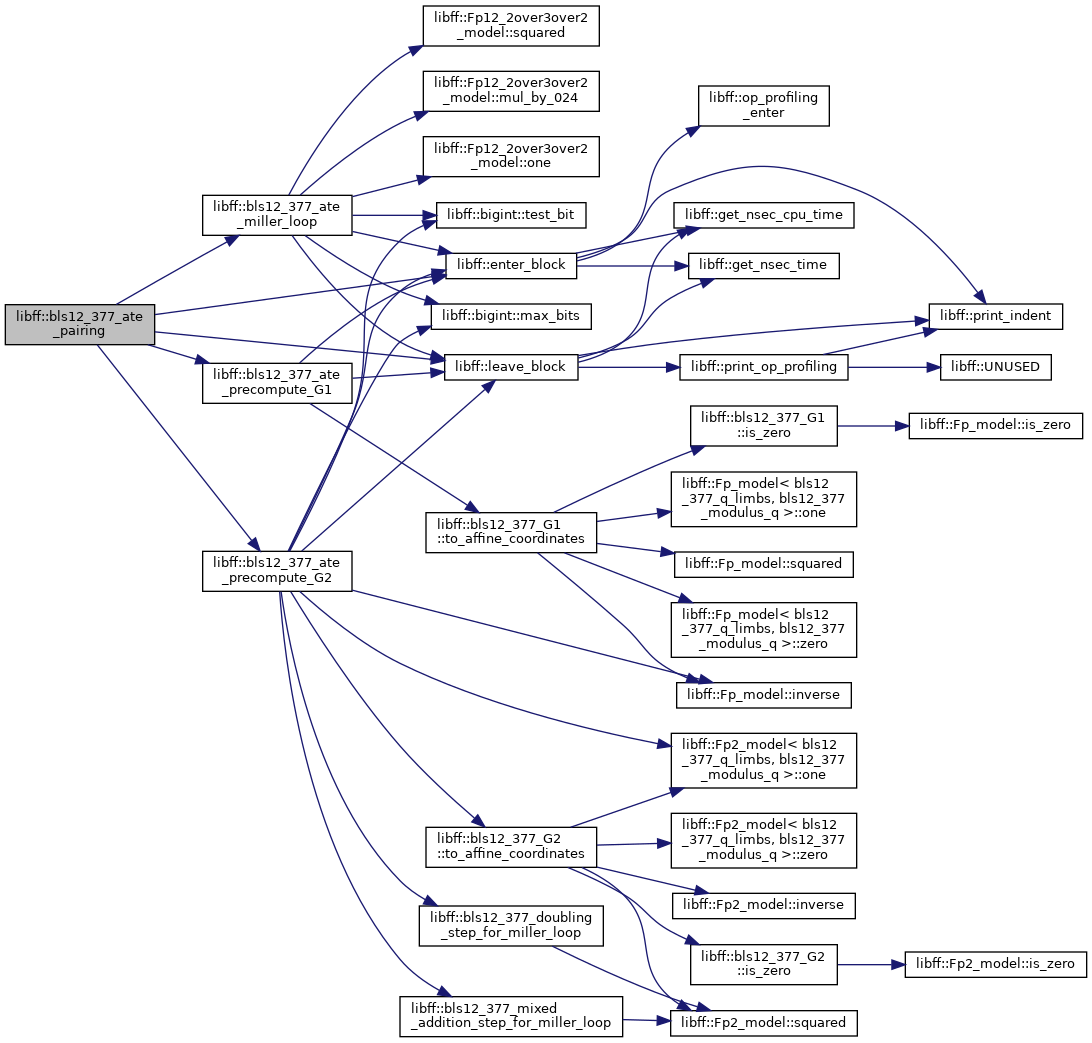 libff::bls12_377_ate
_pairing
libff::bls12_377_ate
_miller_loop
libff::bls12_377_ate
_precompute_G1
libff::bls12_377_ate
_precompute_G2
libff::Fp12_2over3over2
_model::squared
libff::Fp12_2over3over2
_model::mul_by_024
libff::Fp12_2over3over2
_model::one
libff::bigint::test_bit
libff::enter_block
libff::bigint::max_bits
libff::leave_block
libff::bls12_377_G1
::to_affine_coordinates
libff::bls12_377_G2
::to_affine_coordinates
libff::bls12_377_doubling
_step_for_miller_loop
libff::bls12_377_mixed
_addition_step_for_miller_loop
libff::op_profiling
_enter
libff::get_nsec_cpu_time
libff::get_nsec_time
libff::print_op_profiling
libff::bls12_377_G1
::is_zero
libff::Fp_model< bls12
_377_q_limbs, bls12_377
_modulus_q >::one
libff::Fp_model::squared
libff::Fp_model< bls12
_377_q_limbs, bls12_377
_modulus_q >::zero
libff::Fp_model::inverse
libff::Fp2_model< bls12
_377_q_limbs, bls12_377
_modulus_q >::one
libff::Fp2_model< bls12
_377_q_limbs, bls12_377
_modulus_q >::zero
libff::Fp2_model::inverse
libff::bls12_377_G2
::is_zero
libff::Fp2_model::squared
libff::print_indent
libff::UNUSED
libff::Fp_model::is_zero
libff::Fp2_model::is_zero